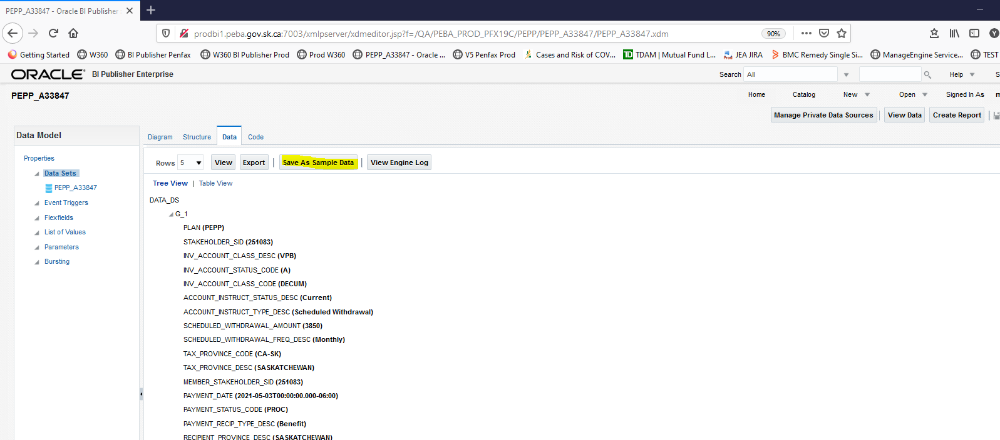 PEPP_A33847 - Oracle BI Publisher
prodbi1.peba.gov.sk.ca:7003/xmlpserver/xdmeditor.jsp?f=/QA/PEBA_PROD_PFX19C/PEPP/PEPP_A33847/PEPP_A33847.xdm 90%
Getting Started W360 BI Publisher Penfax W360 BI Publisher Prod Prod W360 PEPP_A33847 - Oracle ... V5 Penfax Prod Cases and Risk of COV... TD TDAM | Mutual Fund L... JEA JIRA BMC Remedy Single Si... ManageEngine Service... TEST
ORACLE BI Publisher Enterprise Search All Help S
PEPP_A33847 Home Catalog New Open Signed In As
Manage Private Data Sources View Data Create Report
Data Model
Diagram Structure Data Code
Properties
Data Sets
PEPP_A33847
Event Triggers
Flexfields
List of Values
Parameters
Bursting
Rows 5 View Export | Save As Sample Data | View Engine Log
Tree View | Table View
DATA_DS
G_1
PLAN (PEPP)
STAKEHOLDER_SID (251083)
INV_ACCOUNT_CLASS_DESC (VPB)
INV_ACCOUNT_STATUS_CODE (A)
INV_ACCOUNT_CLASS_CODE (DECUM)
ACCOUNT_INSTRUCT_STATUS_DESC (Current)
ACCOUNT_INSTRUCT_TYPE_DESC (Scheduled Withdrawal)
SCHEDULED_WITHDRAWAL_AMOUNT (3850)
SCHEDULED_WITHDRAWAL_FREQ_DESC (Monthly)
TAX_PROVINCE_CODE (CA-SK)
TAX_PROVINCE_DESC (SASKATCHEWAN)
MEMBER_STAKEHOLDER_SID (251083)
PAYMENT_DATE (2021-05-03T00:00:00.000-06:00)
PAYMENT_STATUS_CODE (PROC)
PAYMENT_RECIP_TYPE_DESC (Benefit)
RECIPIENT_PROVINCE_DESC (SASKATCHEWAN)